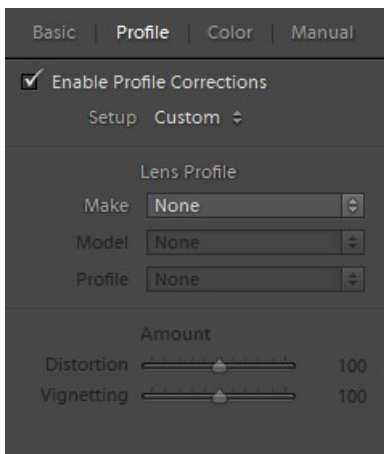 Basic | Profile | Color | Manual
Enable Profile Corrections
Setup Custom
Lens Profile
Make None
Model None
Profile None
Amount
Distortion 100
Vignetting 100